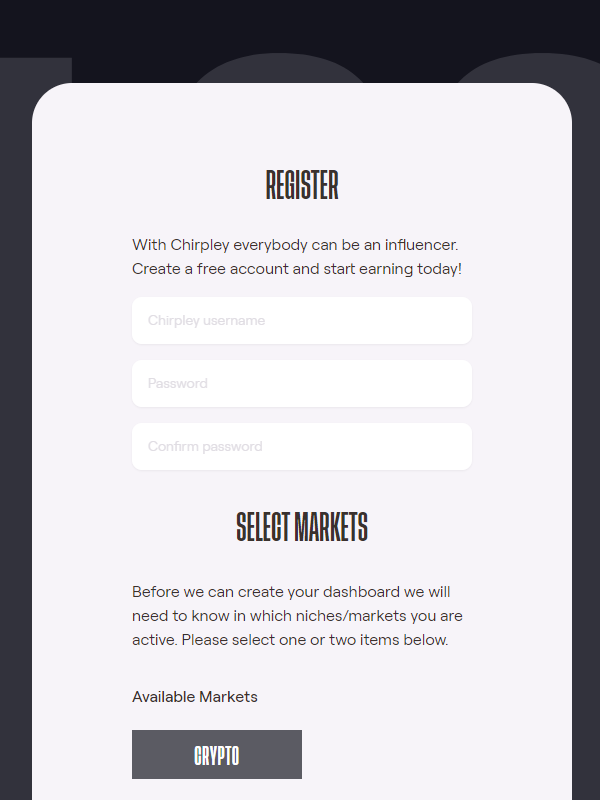 REGISTER
With Chirpley everybody can be an influencer.
Create a free account and start earning today!
Chirpley username
Password
Confirm password
SELECT MARKETS
Before we can create your dashboard we will
need to know in which niches/markets you are
active. Please select one or two items below.
Available Markets
CRYPTO